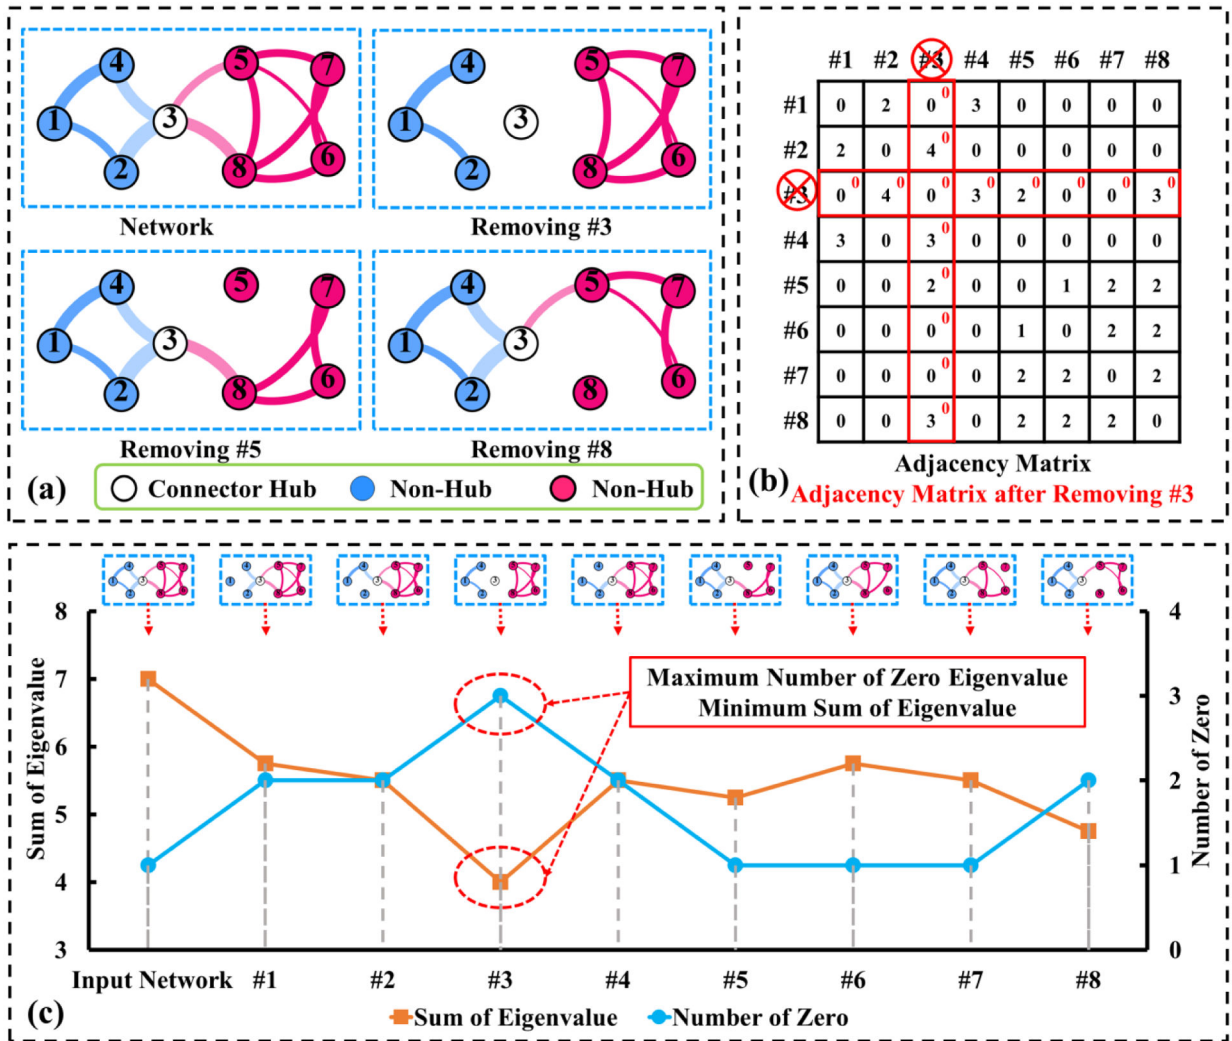 4 5 7
1 3
2 8 6
Network
4 5 7
1 3
2 8 6
Removing #3
4 5 7
1 3
2 8 6
Removing #5
4 5 7
1 3
2 8 6
Removing #8
(a) Connector Hub Non-Hub Non-Hub
#1 #2 #3 #4 #5 #6 #7 #8
#1 0 2 0 0 3 0 0 0 0
#2 2 0 4 0 0 0 0 0 0
#3 0 0 4 0 0 0 3 0 2 0 0 0 0 0 3 0
#4 3 0 3 0 0 0 0 0 0
#5 0 0 2 0 0 0 1 2 2
#6 0 0 0 0 0 1 0 2 2
#7 0 0 0 0 0 2 2 0 2
#8 0 0 3 0 0 2 2 2 0
Adjacency Matrix
(b) Adjacency Matrix after Removing #3
8
7
6
5
4
3
Sum of Eigenvalue
Maximum Number of Zero Eigenvalue
Minimum Sum of Eigenvalue
4
3
2
1
0
Number of Zero
Input Network #1 #2 #3 #4 #5 #6 #7 #8
(c) Sum of Eigenvalue Number of Zero